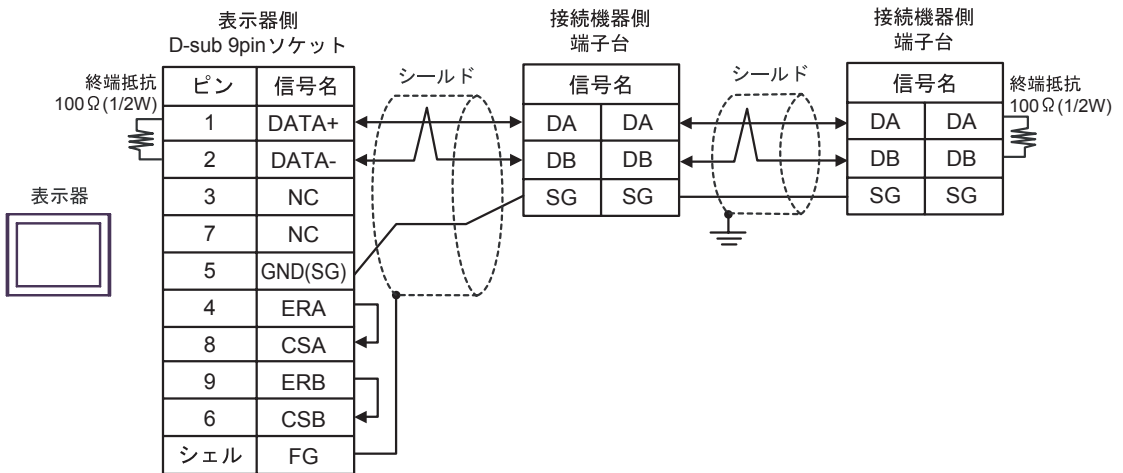 表示器側
D-sub 9pinソケット
接続機器側
端子台
接続機器側
端子台
終端抵抗
100Ω(1/2W)
シールド
シールド
終端抵抗
100Ω(1/2W)
表示器
ピン 信号名
1 DATA+
2 DATA-
3 NC
7 NC
5 GND(SG)
4 ERA
8 CSA
9 ERB
6 CSB
シェル FG
信号名
DA DA
DB DB
SG SG
信号名
DA DA
DB DB
SG SG